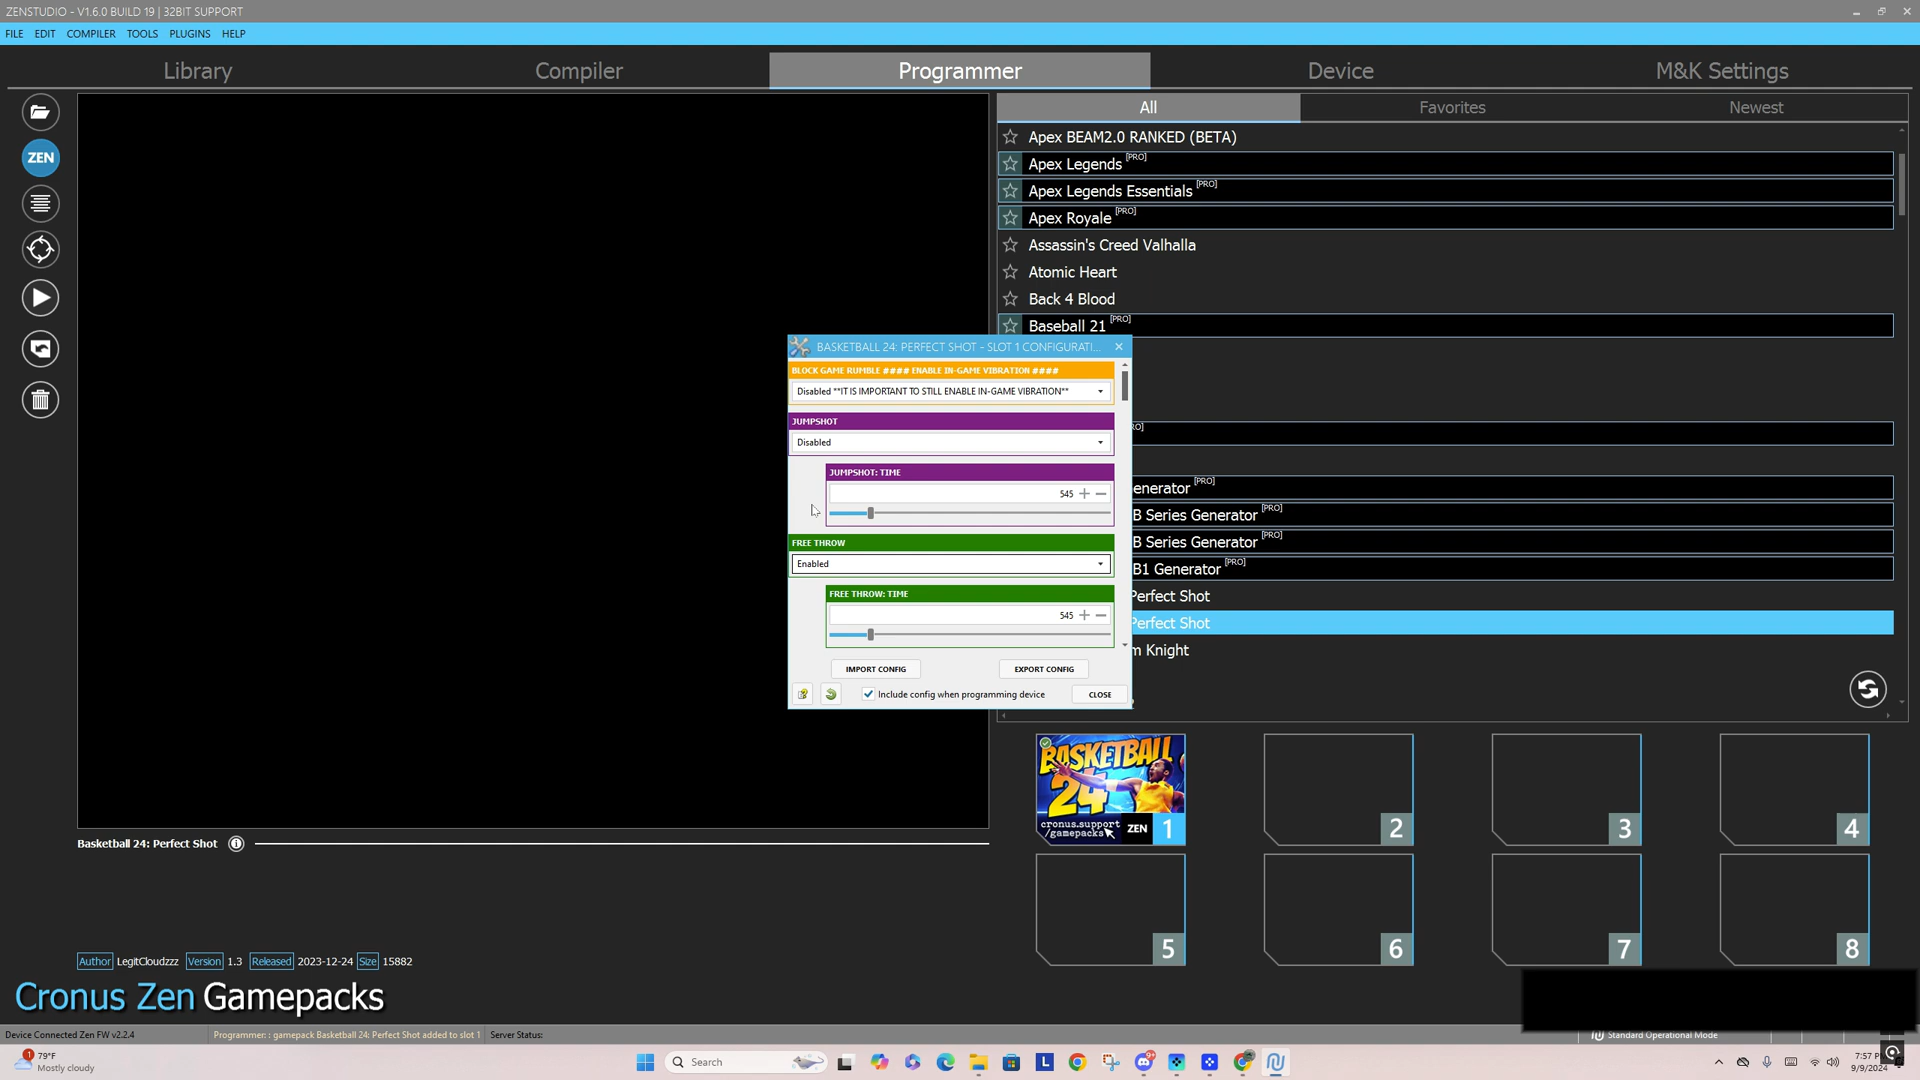 ZENSTUDIO - V1.6.0 BUILD 19 | 32BIT SUPPORT
FILE EDIT COMPILER TOOLS PLUGINS HELP
Library Compiler Programmer Device M&K Settings
All Favorites Newest
ZEN
Apex BEAM2.0 RANKED (BETA)
Apex Legends [PRO]
Apex Legends Essentials [PRO]
Apex Royale [PRO]
Assassin's Creed Valhalla
Atomic Heart
Back 4 Blood
Baseball 21 [PRO]
BASKETBALL 24: PERFECT SHOT - SLOT 1 CONFIGURATI...
BLOCK GAME RUMBLE #### ENABLE IN-GAME VIBRATION ####
Disabled **IT IS IMPORTANT TO STILL ENABLE IN-GAME VIBRATION**
JUMPSHOT
Disabled
JUMPSHOT: TIME
545
FREE THROW
Enabled
FREE THROW: TIME
545
IMPORT CONFIG EXPORT CONFIG
Include config when programming device CLOSE
RO]
enerator [PRO]
B Series Generator [PRO]
B Series Generator [PRO]
B1 Generator [PRO]
Perfect Shot
Perfect Shot
m Knight
BASKETBALL
24
cronus.support
/gamepacks
ZEN 1
2
3
4
5
6
7
8
Basketball 24: Perfect Shot
Author LegitCloudzzz Version 1.3 Released 2023-12-24 Size 15882
Cronus Zen Gamepacks
Device Connected Zen FW v2.2.4 Programmer: : gamepack Basketball 24: Perfect Shot added to slot 1 Server Status: Standard Operational Mode
1
79°F
Mostly cloudy
Search
L
9+
7:57 P
9/9/2024